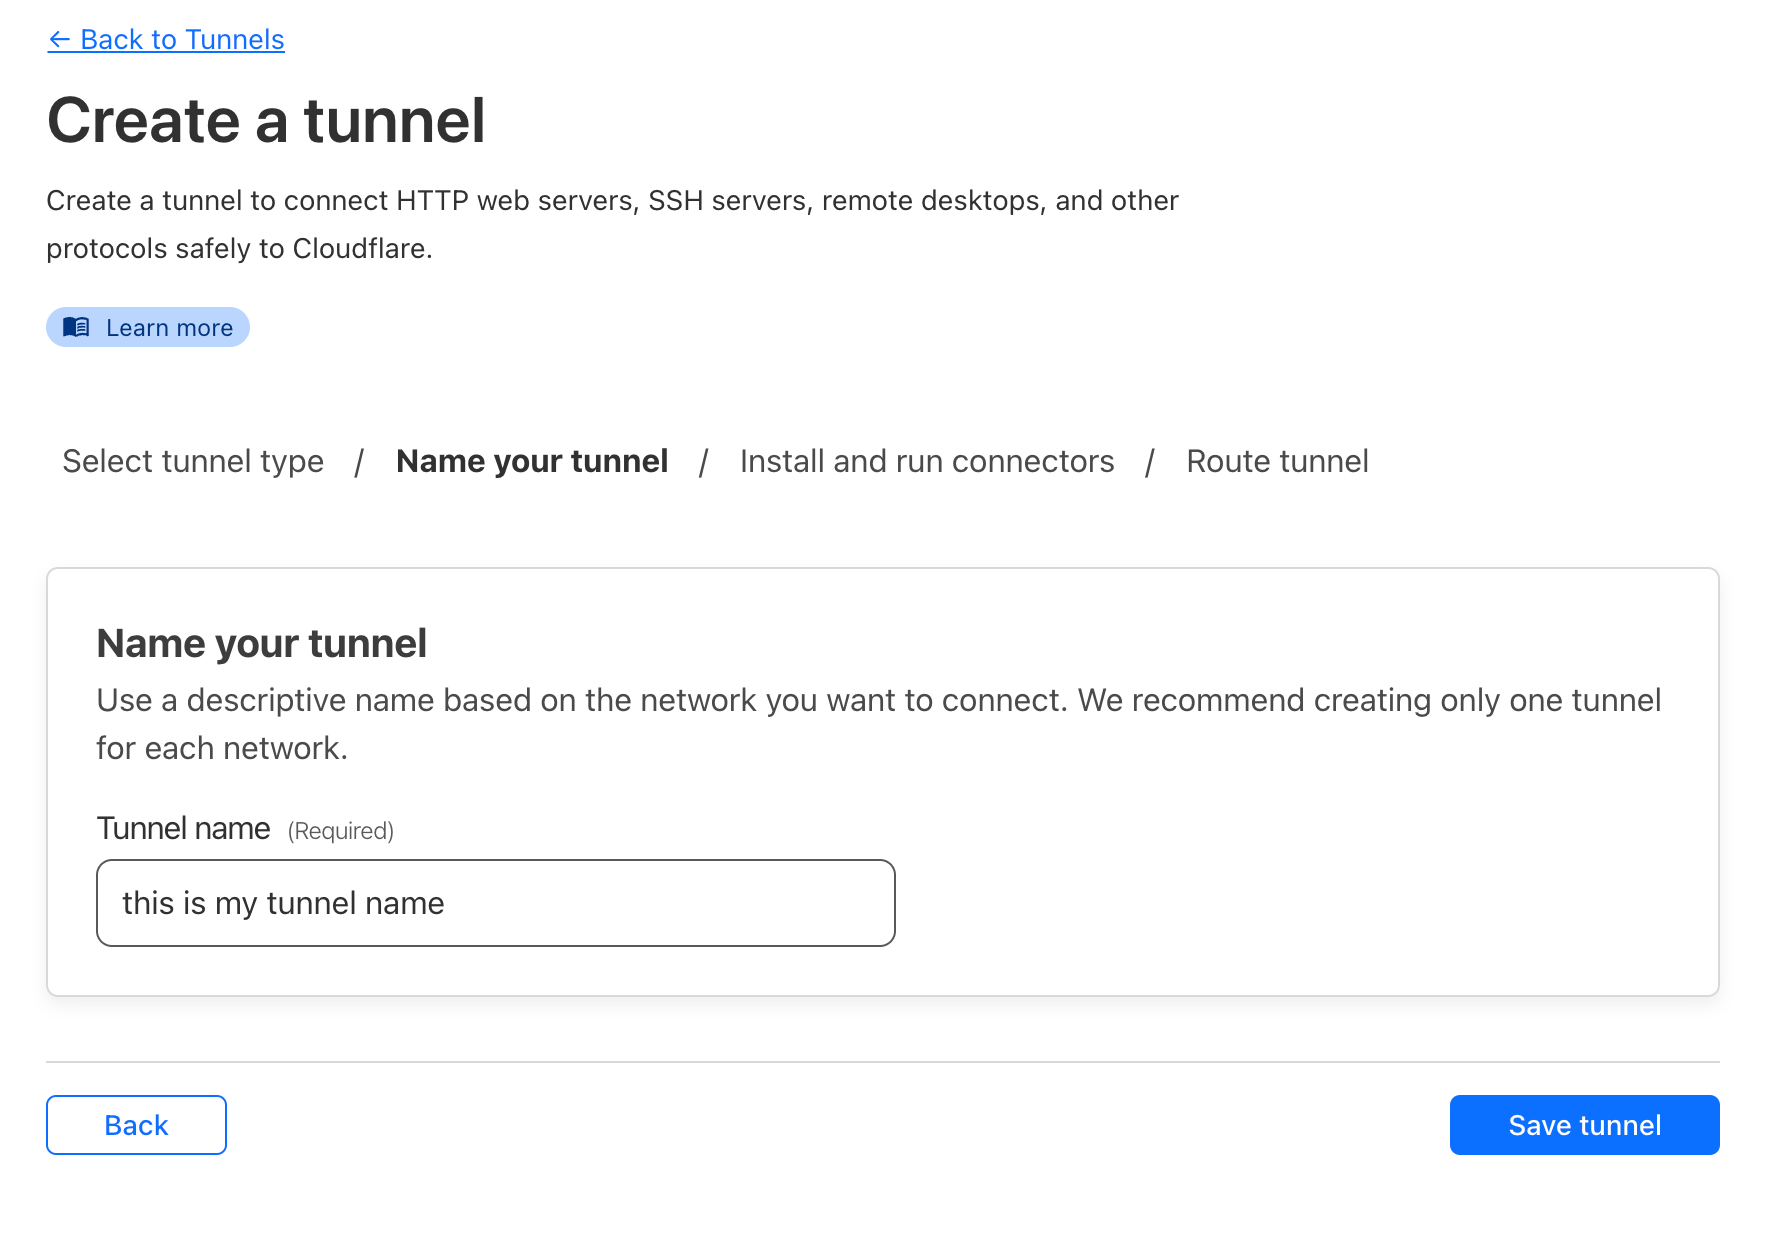 ← Back to Tunnels
Create a tunnel
Create a tunnel to connect HTTP web servers, SSH servers, remote desktops, and other
protocols safely to Cloudflare.
Learn more
Select tunnel type / Name your tunnel / Install and run connectors / Route tunnel
Name your tunnel
Use a descriptive name based on the network you want to connect. We recommend creating only one tunnel
for each network.
Tunnel name (Required)
this is my tunnel name
Back
Save tunnel